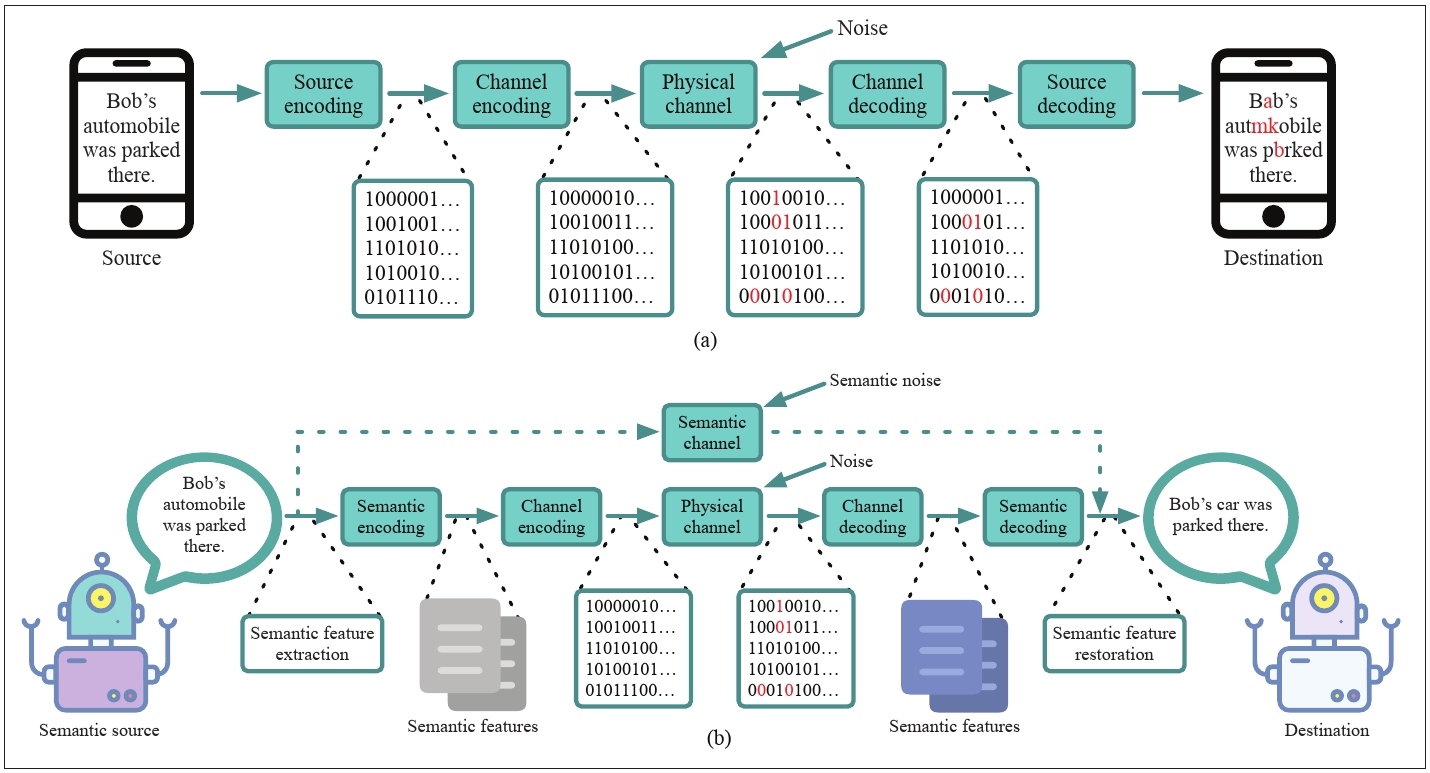 Noise
Bob’s
automobile
was parked
there.
Source
encoding
Channel
encoding
Physical
channel
Channel
decoding
Source
decoding
Bab’s
autmkobile
was pbrked
there.
Source
1000001…
1001001…
1101010…
1010010…
0101110…
10000010…
10010011…
11010100…
10100101…
01011100…
10010010…
10001011…
11010100…
10100101…
00010100…
1000001…
1000101…
1101010…
1010010…
0001010…
Destination
(a)
Semantic noise
Semantic
channel
Noise
Bob’s
automobile
was parked
there.
Semantic
encoding
Channel
encoding
Physical
channel
Channel
decoding
Semantic
decoding
Bob’s car was
parked there.
Semantic feature
extraction
10000010…
10010011…
11010100…
10100101…
01011100…
10010010…
10001011…
11010100…
10100101…
00010100…
Semantic feature
restoration
Semantic source
Semantic features
Semantic features
Destination
(b)